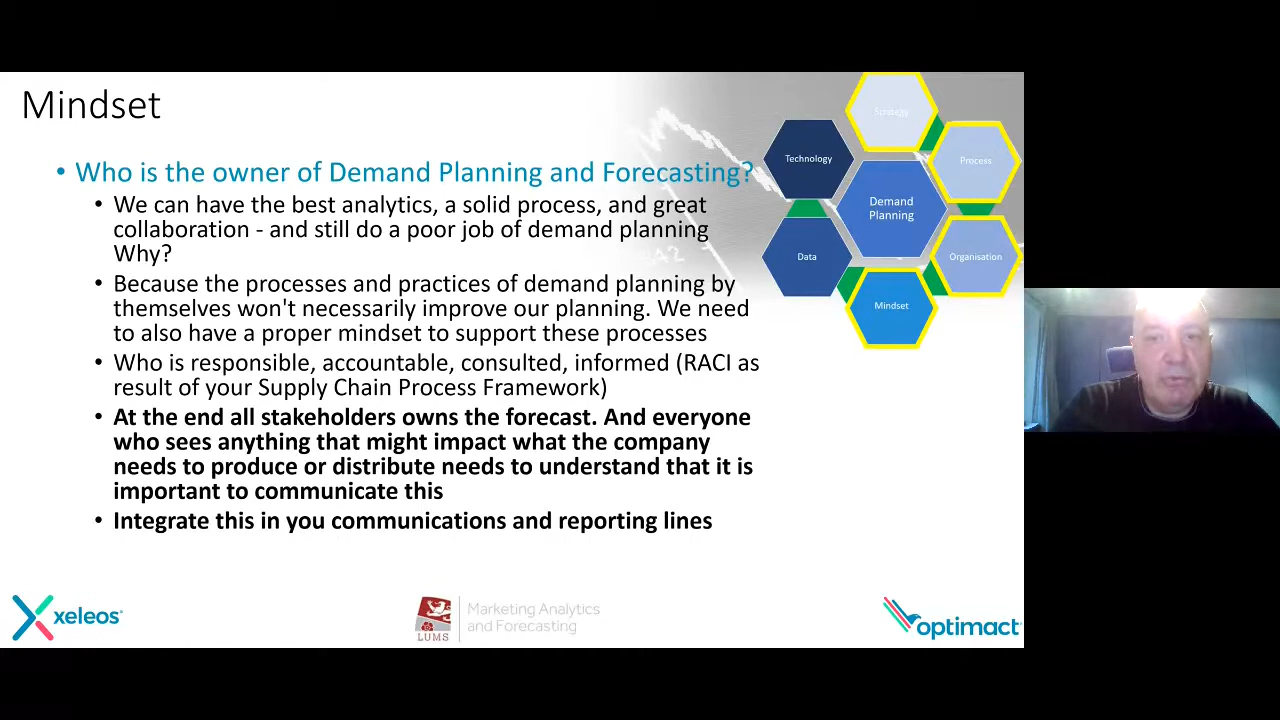 Mindset
• Who is the owner of Demand Planning and Forecasting?
• We can have the best analytics, a solid process, and great
collaboration - and still do a poor job of demand planning
Why?
• Because the processes and practices of demand planning by
themselves won't necessarily improve our planning. We need
to also have a proper mindset to support these processes
• Who is responsible, accountable, consulted, informed (RACI as
result of your Supply Chain Process Framework)
• At the end all stakeholders owns the forecast. And everyone
who sees anything that might impact what the company
needs to produce or distribute needs to understand that it is
important to communicate this
• Integrate this in you communications and reporting lines
Strategy
Technology
Process
Demand
Planning
Data
Organisation
Mindset
xeleos
LUMS
Marketing Analytics
and Forecasting
optimact